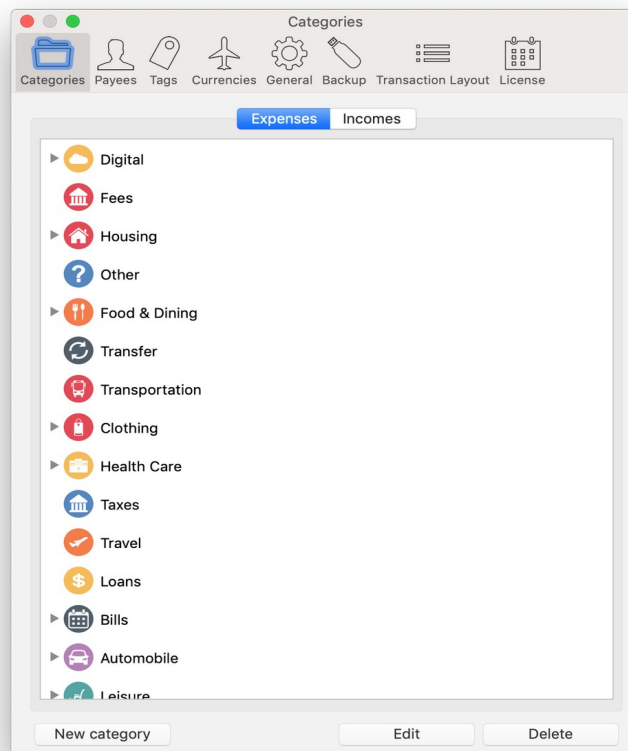 Categories
Categories Payees Tags Currencies General Backup Transaction Layout License
Expenses Incomes
Digital
Fees
Housing
Other
Food & Dining
Transfer
Transportation
Clothing
Health Care
Taxes
Travel
Loans
Bills
Automobile
Leisure
New category Edit Delete